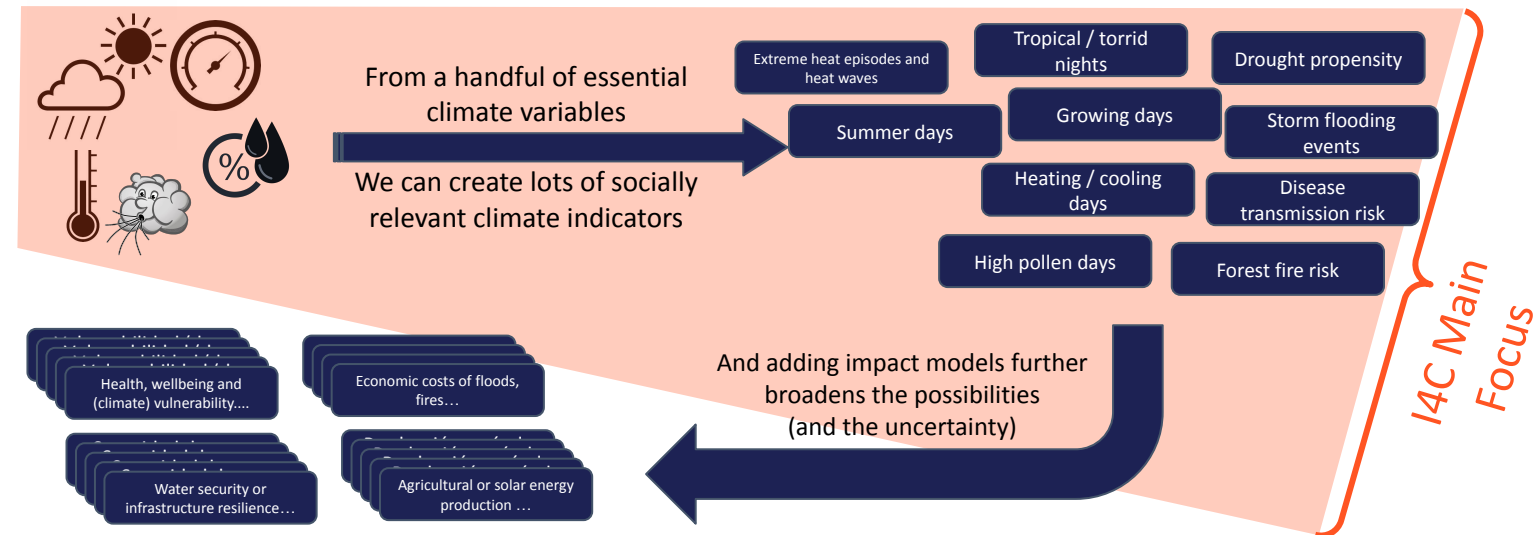 From a handful of essential
climate variables
We can create lots of socially
relevant climate indicators
%
Extreme heat episodes and
heat waves
Tropical / torrid
nights
Drought propensity
Summer days
Growing days
Storm flooding
events
Heating / cooling
days
Disease
transmission risk
High pollen days
Forest fire risk
I4C Main
Focus
And adding impact models further
broadens the possibilities
(and the uncertainty)
Health, wellbeing and
(climate) vulnerability....
Economic costs of floods,
fires…
Water security or
infrastructure resilience…
Agricultural or solar energy
production …